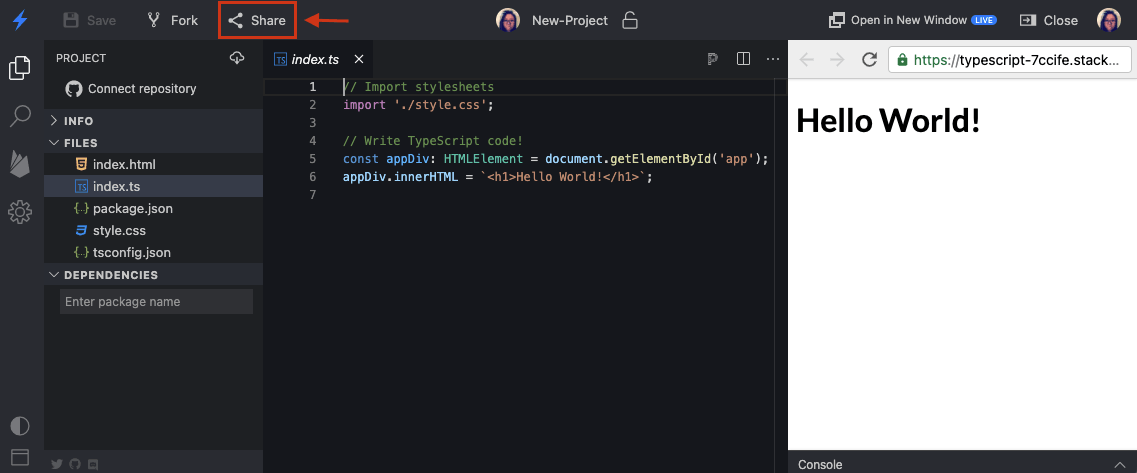 Save
Fork
Share
New-Project
Open in New Window LIVE
Close
PROJECT
Connect repository
INFO
FILES
index.html
TS index.ts
{..} package.json
style.css
{..} tsconfig.json
DEPENDENCIES
Enter package name
TS index.ts
1 // Import stylesheets
2 import './style.css';
3
4 // Write TypeScript code!
5 const appDiv: HTMLElement = document.getElementById('app');
6 appDiv.innerHTML = `<h1>Hello World!</h1>`;
7
https://typescript-7ccife.stack...
Hello World!
Console